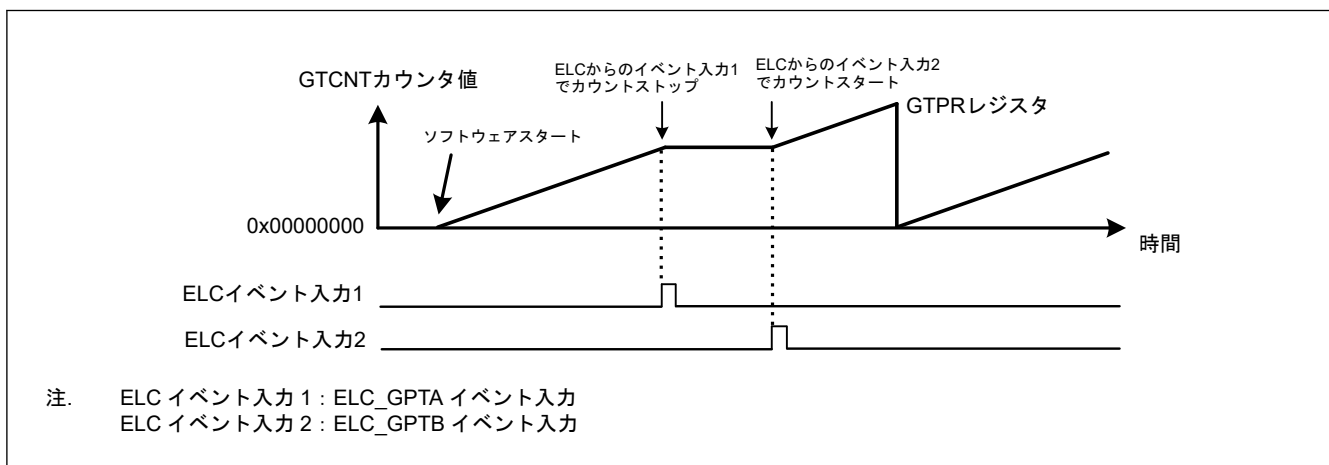 GTCNTカウンタ値
ELCからのイベント入力1
でカウントストップ
ELCからのイベント入力2
でカウントスタート
GTPRレジスタ
ソフトウェアスタート
0x00000000
時間
ELCイベント入力1
ELCイベント入力2
注. ELC イベント入力 1:ELC_GPTA イベント入力
ELC イベント入力 2:ELC_GPTB イベント入力